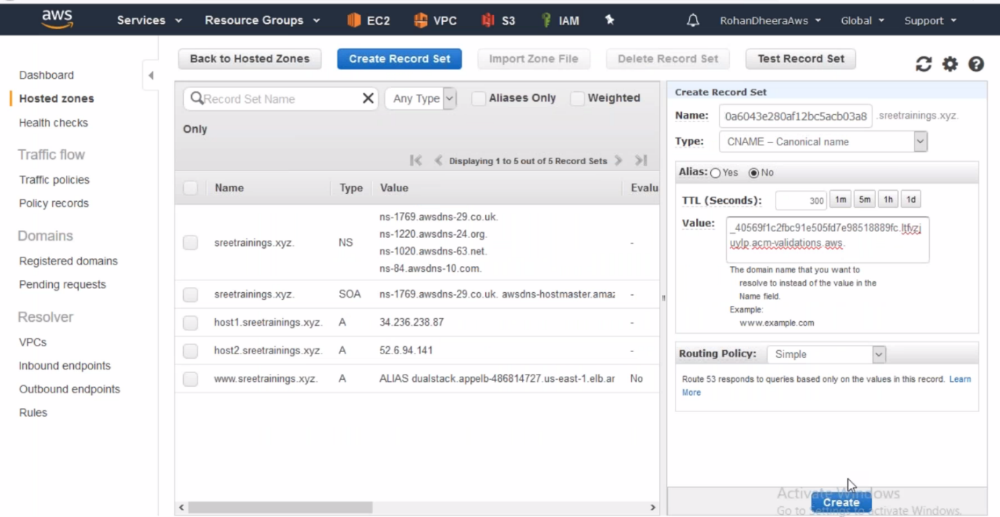 aws Services Resource Groups EC2 VPC S3 IAM RohanDheeraAws Global Support
Back to Hosted Zones Create Record Set Import Zone File Delete Record Set Test Record Set
Dashboard
Hosted zones
Health checks
Traffic flow
Traffic policies
Policy records
Domains
Registered domains
Pending requests
Resolver
VPCs
Inbound endpoints
Outbound endpoints
Rules
Record Set Name Any Type Aliases Only Weighted
Only
Displaying 1 to 5 out of 5 Record Sets
Name Type Value Evalu
sreetrainings.xyz. NS ns-1769.awsdns-29.co.uk. -
ns-1220.awsdns-24.org.
ns-1020.awsdns-63.net.
ns-84.awsdns-10.com.
sreetrainings.xyz. SOA ns-1769.awsdns-29.co.uk. awsdns-hostmaster.amaz -
host1.sreetrainings.xyz. A 34.236.238.87 -
host2.sreetrainings.xyz. A 52.6.94.141 -
www.sreetrainings.xyz. A ALIAS dualstack.appelb-486814727.us-east-1.elb.ar No
Create Record Set
Name: 0a6043e280af12bc5acb03a8 .sreetrainings.xyz.
Type: CNAME – Canonical name
Alias: Yes No
TTL (Seconds): 300 1m 5m 1h 1d
Value: _40569f1c2fbc91e505fd7e98518889fc.ltfvzj
uylp.acm-validations.aws.
The domain name that you want to
resolve to instead of the value in the
Name field.
Example:
www.example.com
Routing Policy: Simple
Route 53 responds to queries based only on the values in this record. Learn
More
Activate Windows
Create
Go to Settings to activate Windows.